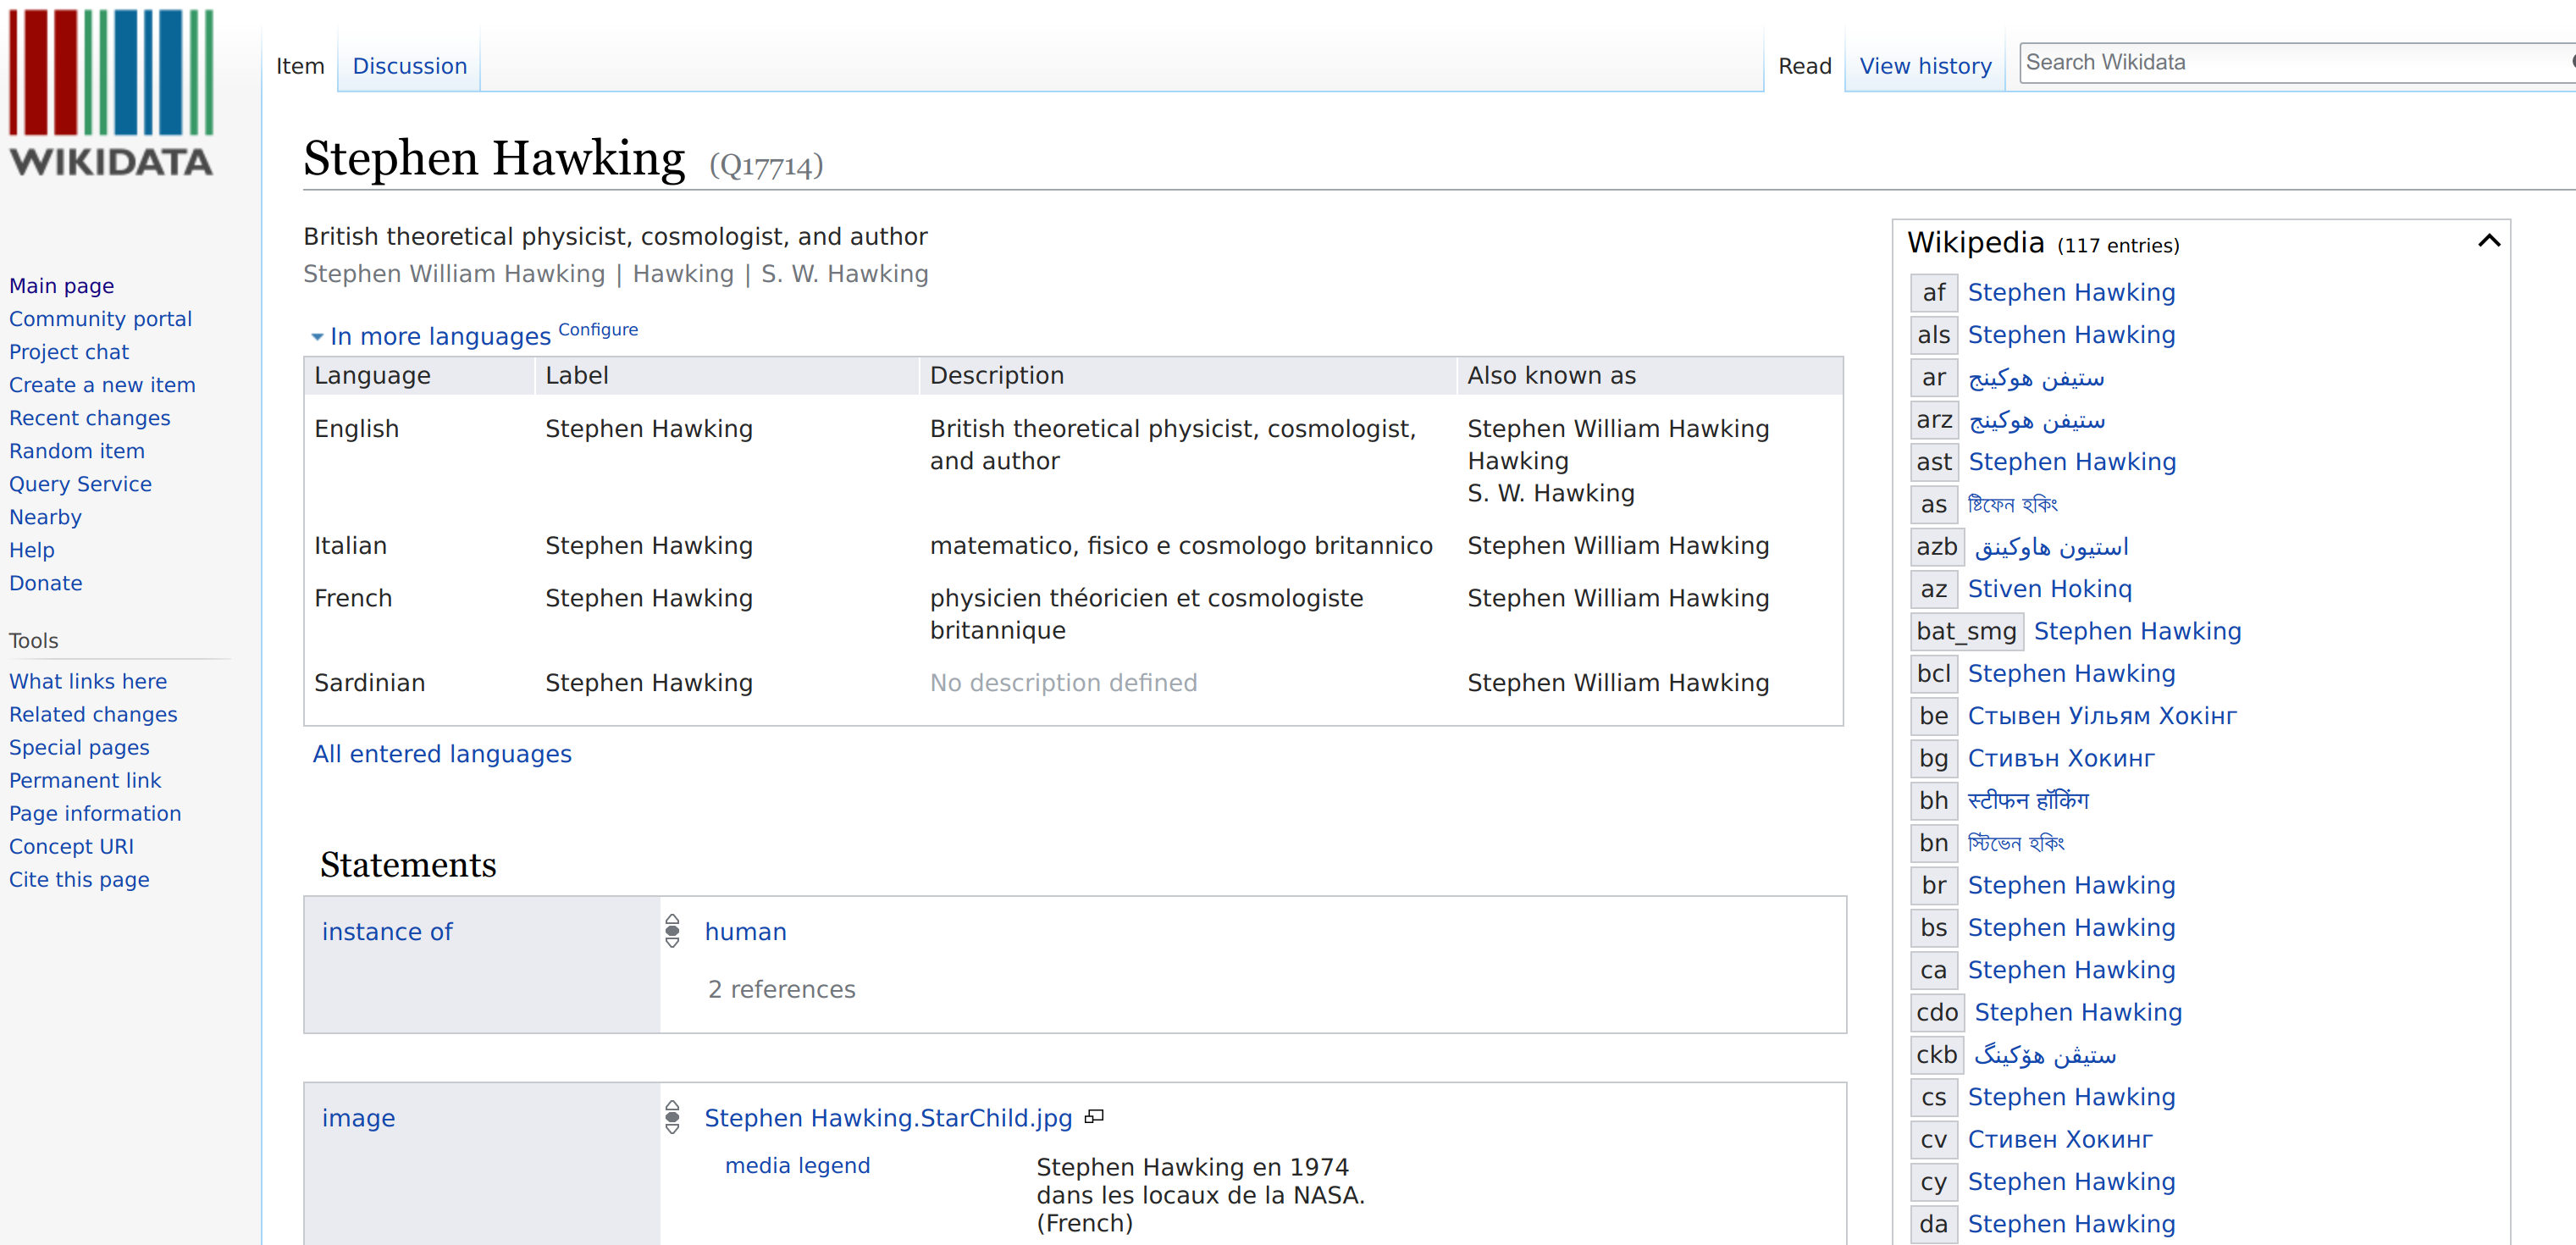 WIKIDATA
Item
Discussion
Read
View history
Search Wikidata
Main page
Community portal
Project chat
Create a new item
Recent changes
Random item
Query Service
Nearby
Help
Donate
Tools
What links here
Related changes
Special pages
Permanent link
Page information
Concept URI
Cite this page
Stephen Hawking (Q17714)
British theoretical physicist, cosmologist, and author
Stephen William Hawking | Hawking | S. W. Hawking
In more languages Configure
Language Label Description Also known as
English Stephen Hawking British theoretical physicist, cosmologist, Stephen William Hawking
and author Hawking
S. W. Hawking
Italian Stephen Hawking matematico, fisico e cosmologo britannico Stephen William Hawking
French Stephen Hawking physicien théoricien et cosmologiste Stephen William Hawking
britannique
Sardinian Stephen Hawking No description defined Stephen William Hawking
All entered languages
Statements
instance of human
2 references
image Stephen Hawking.StarChild.jpg
media legend Stephen Hawking en 1974
dans les locaux de la NASA.
(French)
Wikipedia (117 entries)
af Stephen Hawking
als Stephen Hawking
ar ستيفن هوكينج
arz ستيفن هوكينج
ast Stephen Hawking
as ষ্টিফেন হকিং
azb استیون هاوکینق
az Stiven Hokinq
bat_smg Stephen Hawking
bcl Stephen Hawking
be Стывен Уільям Хокінг
bg Стивън Хокинг
bh स्टीफन हॉकिंग
bn স্টিভেন হকিং
br Stephen Hawking
bs Stephen Hawking
ca Stephen Hawking
cdo Stephen Hawking
ckb ستیڤن هۆکینگ
cs Stephen Hawking
cv Стивен Хокинг
cy Stephen Hawking
da Stephen Hawking